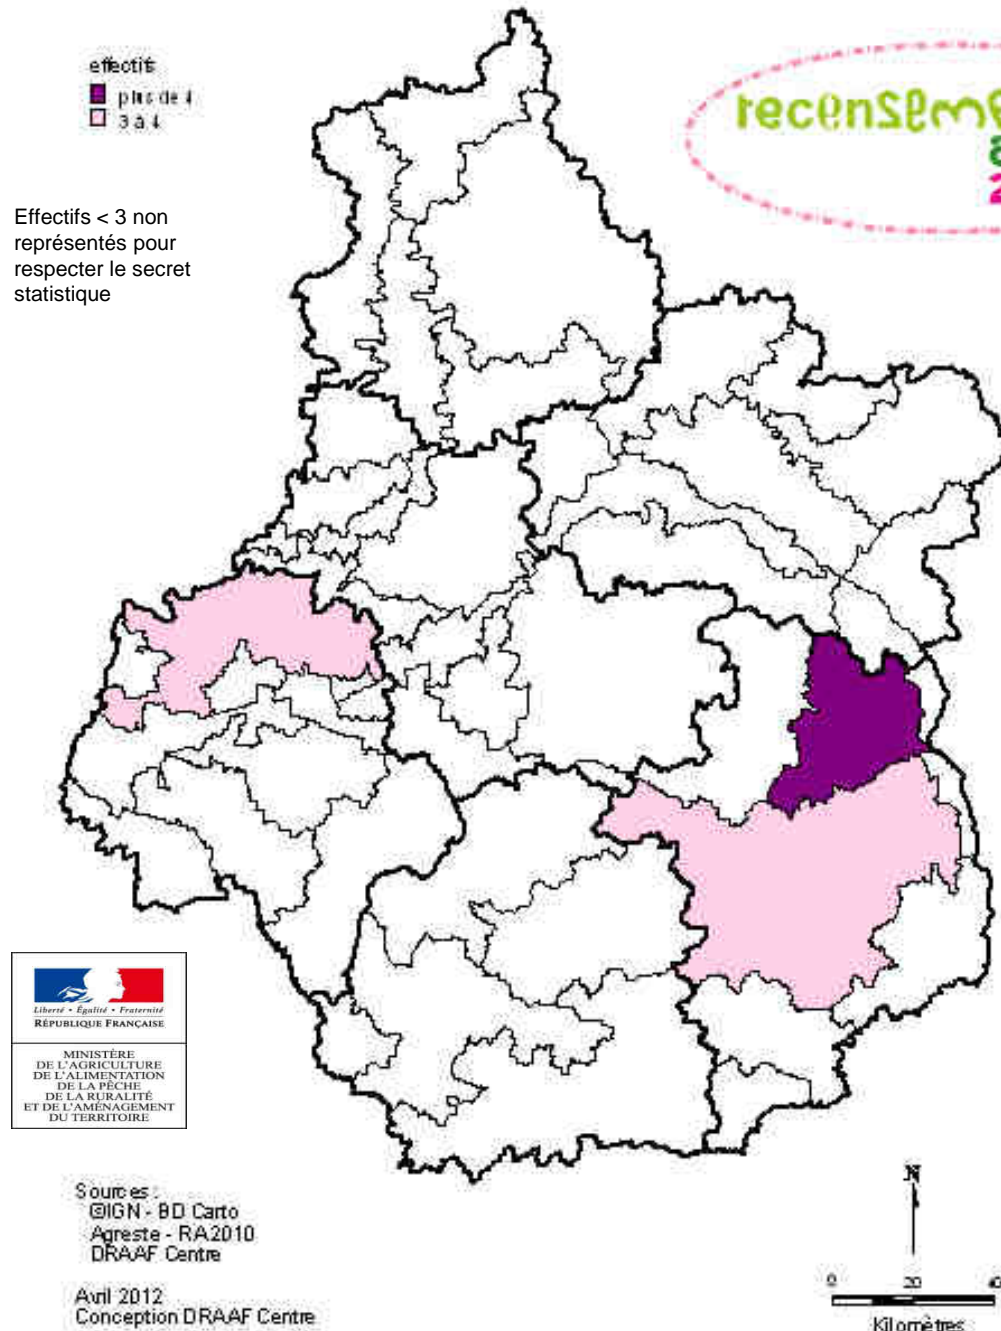 effectifs
plus de 4
3 à 4
Effectifs < 3 non
représentés pour
respecter le secret
statistique
Liberté • Égalité • Fraternité
RÉPUBLIQUE FRANÇAISE
MINISTÈRE
DE L'AGRICULTURE
DE L'ALIMENTATION
DE LA PÊCHE
DE LA RURALITÉ
ET DE L'AMÉNAGEMENT
DU TERRITOIRE
Sources :
©IGN - BD Carto
Agreste - RA2010
DRAAF Centre
Avril 2012
Conception DRAAF Centre
N
0 20 40
Kilomètres